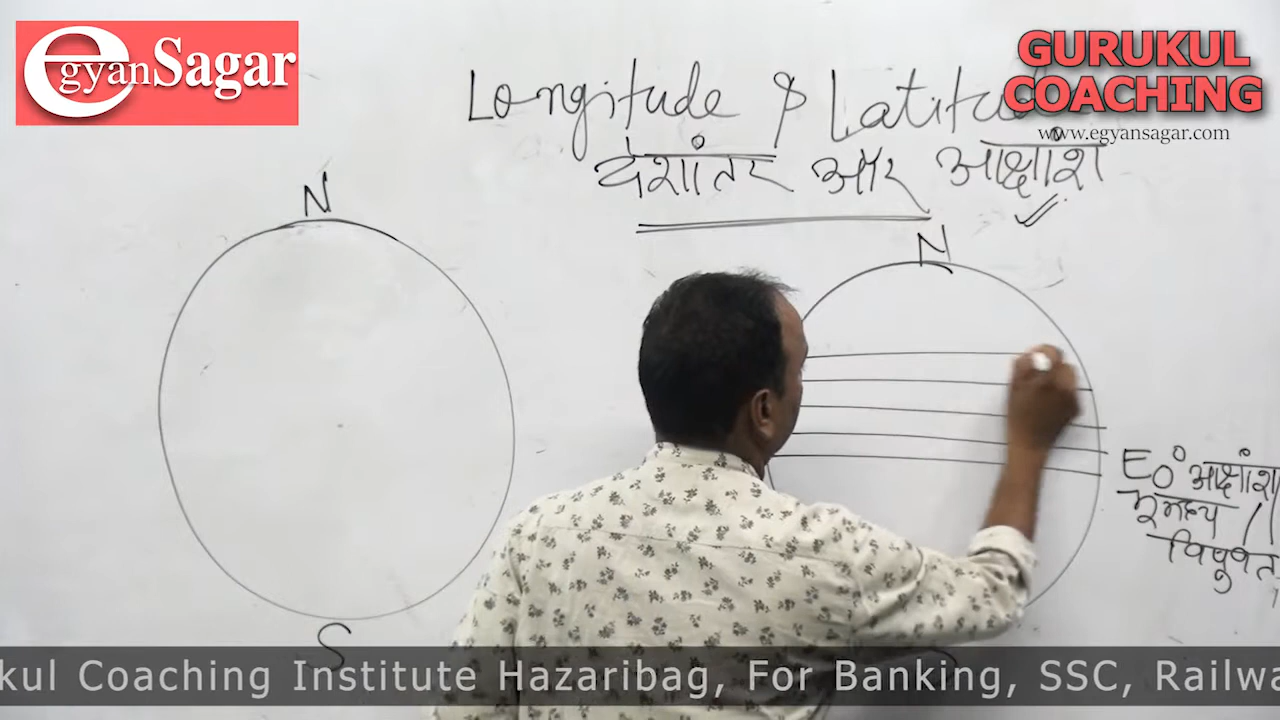 egyanSagar
GURUKUL
COACHING
www.egyansagar.com
Longitude & Latitude
देशांतर और आक्षांश
N
N
E 0° आक्षांश
भूमध्य
विषुवत
S
kul Coaching Institute Hazaribag, For Banking, SSC, Railwa